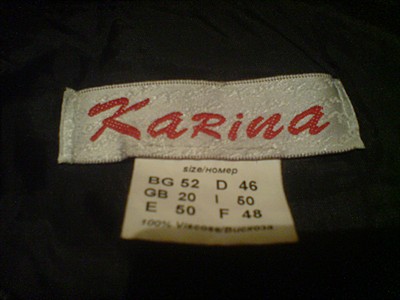 Karina
size/номер
BG 52 D 46
GB 20 I 50
E 50 F 48
100% Viscose/Вискоза